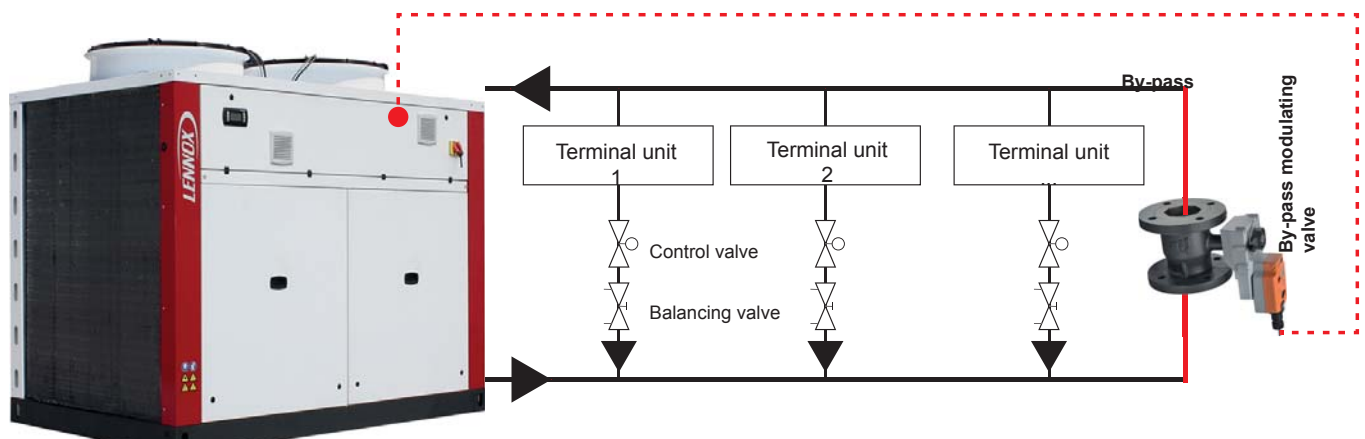 LENNOX
By-pass
Terminal unit
1
Terminal unit
2
Terminal unit
...
Control valve
Balancing valve
By-pass modulating
valve